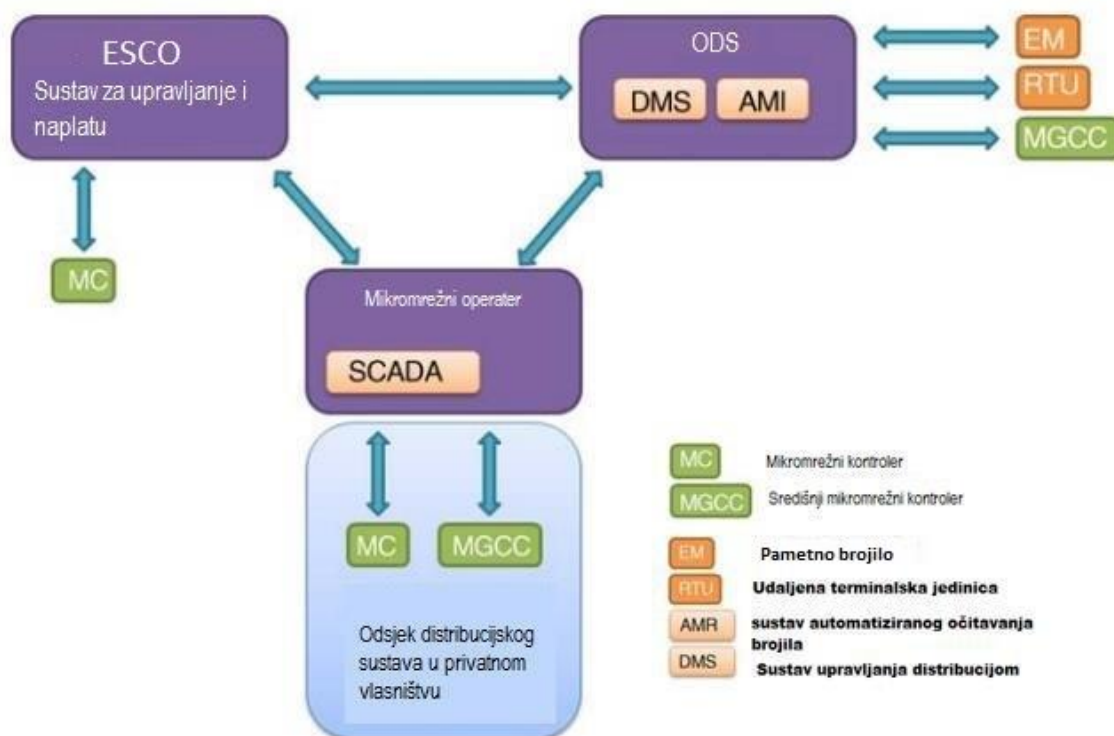 ESCO
Sustav za upravljanje i
naplatu
ODS
DMS
AMI
EM
RTU
MGCC
MC
Mikromrežni operater
SCADA
MC
MGCC
Odsjek distribucijskog
sustava u privatnom
vlasništvu
MC
Mikromrežni kontroler
MGCC
Središnji mikromrežni kontroler
EM
Pametno brojilo
RTU
Udaljena terminalska jedinica
AMR
sustav automatiziranog očitavanja
brojila
DMS
Sustav upravljanja distribucijom